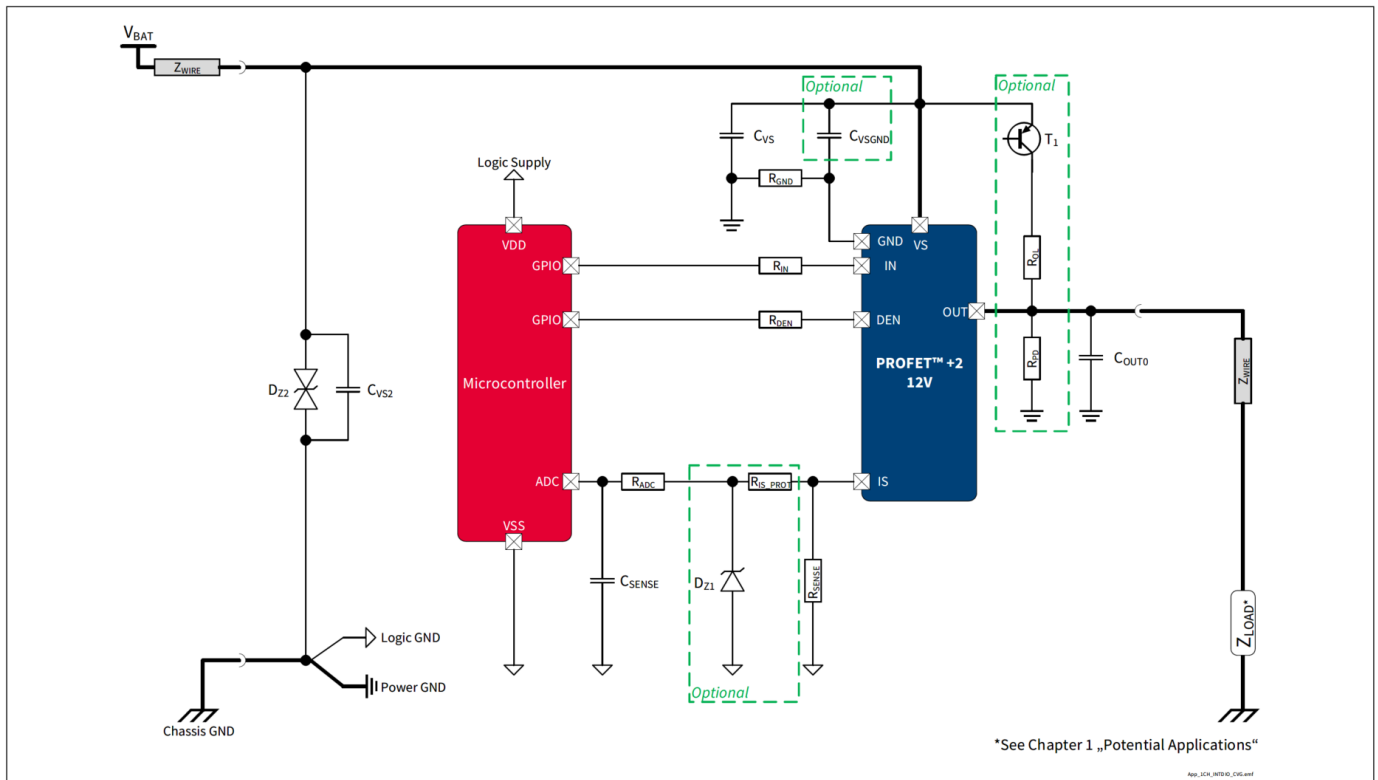 VBAT
ZWIRE
Optional
Optional
CVS
CVSGND
T1
Logic Supply
RGND
VDD
GND
VS
GPIO
RIN
IN
ROL
GPIO
RDEN
DEN
OUT
RPD
COUT0
ZWIRE
PROFET™ +2
12V
Microcontroller
DZ2
CVS2
ADC
RADC
RIS_PROT
IS
VSS
CSENSE
DZ1
RSENSE
ZLOAD*
Logic GND
Power GND
Optional
Chassis GND
*See Chapter 1 „Potential Applications“
App_1CH_INTDIO_CVG.emf